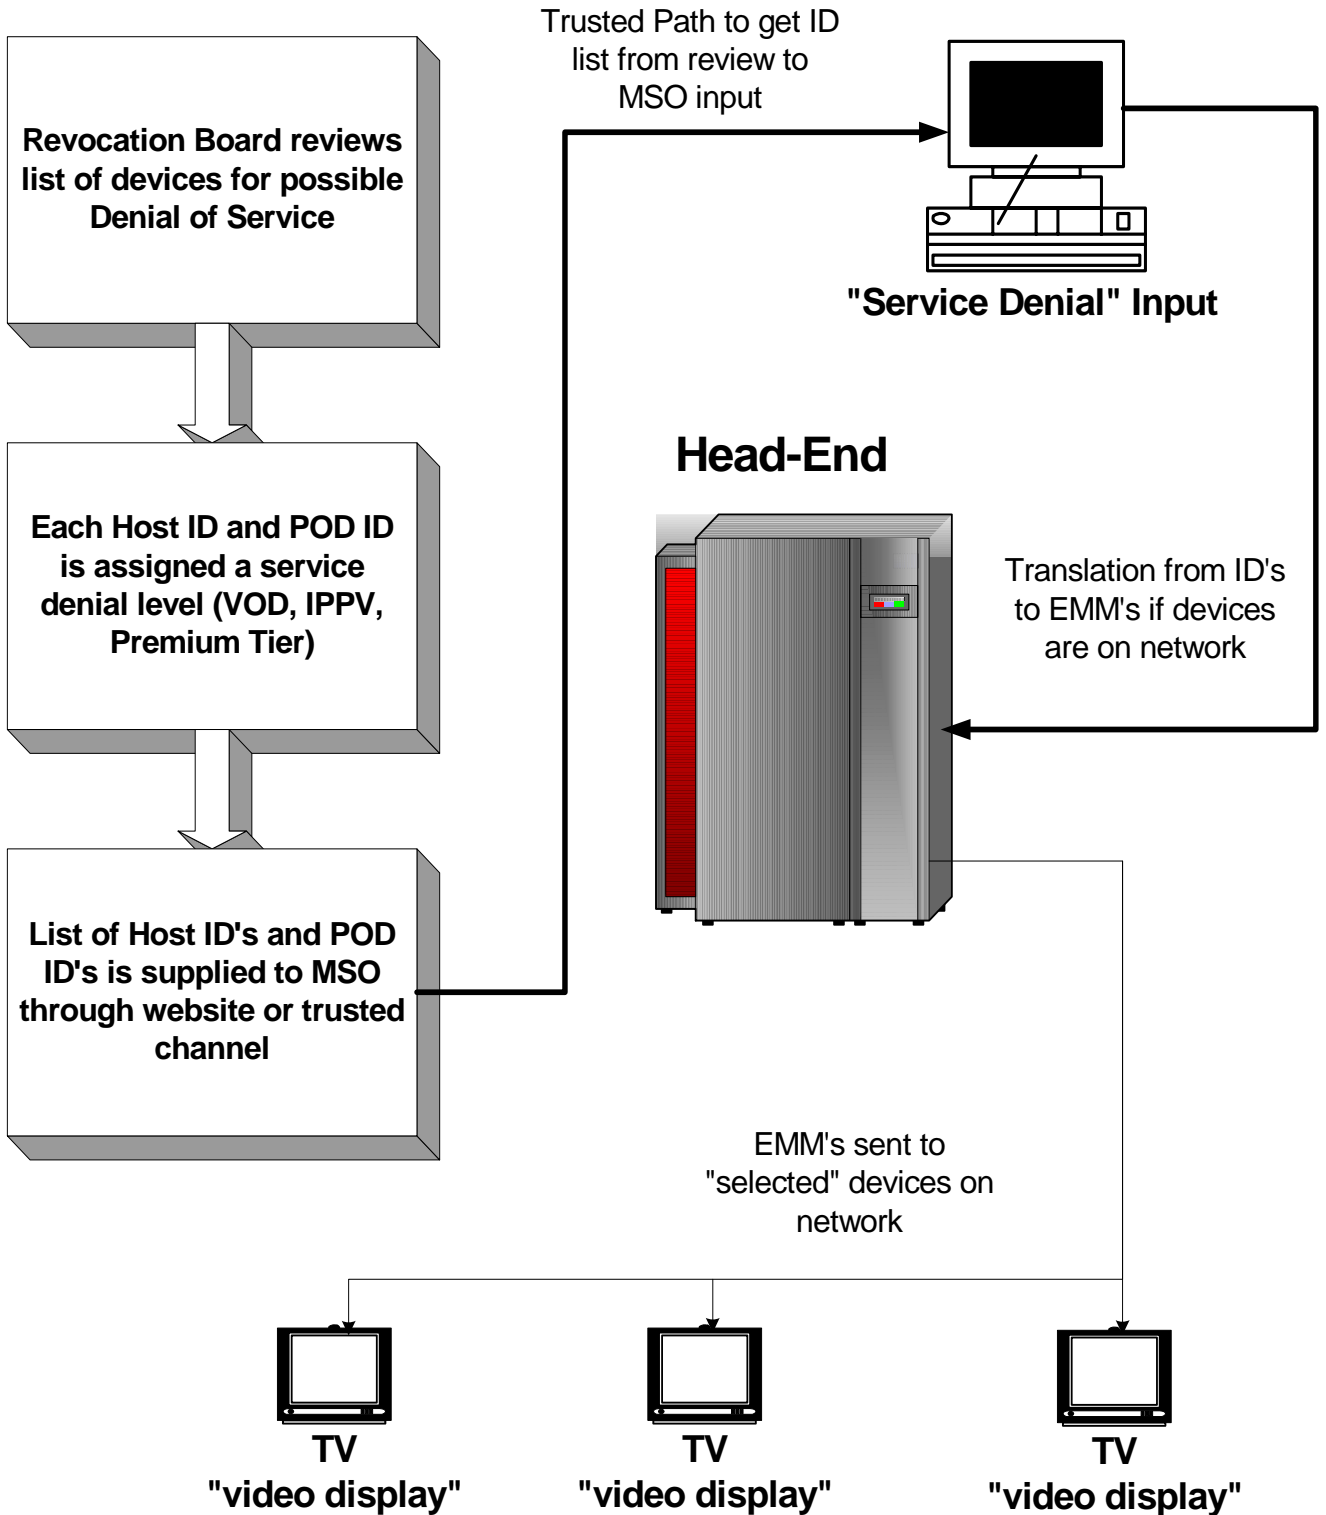 Trusted Path to get ID
list from review to
MSO input
Revocation Board reviews
list of devices for possible
Denial of Service
"Service Denial" Input
Head-End
Each Host ID and POD ID
is assigned a service
denial level (VOD, IPPV,
Premium Tier)
Translation from ID's
to EMM's if devices
are on network
List of Host ID's and POD
ID's is supplied to MSO
through website or trusted
channel
EMM's sent to
"selected" devices on
network
TV
"video display"
TV
"video display"
TV
"video display"